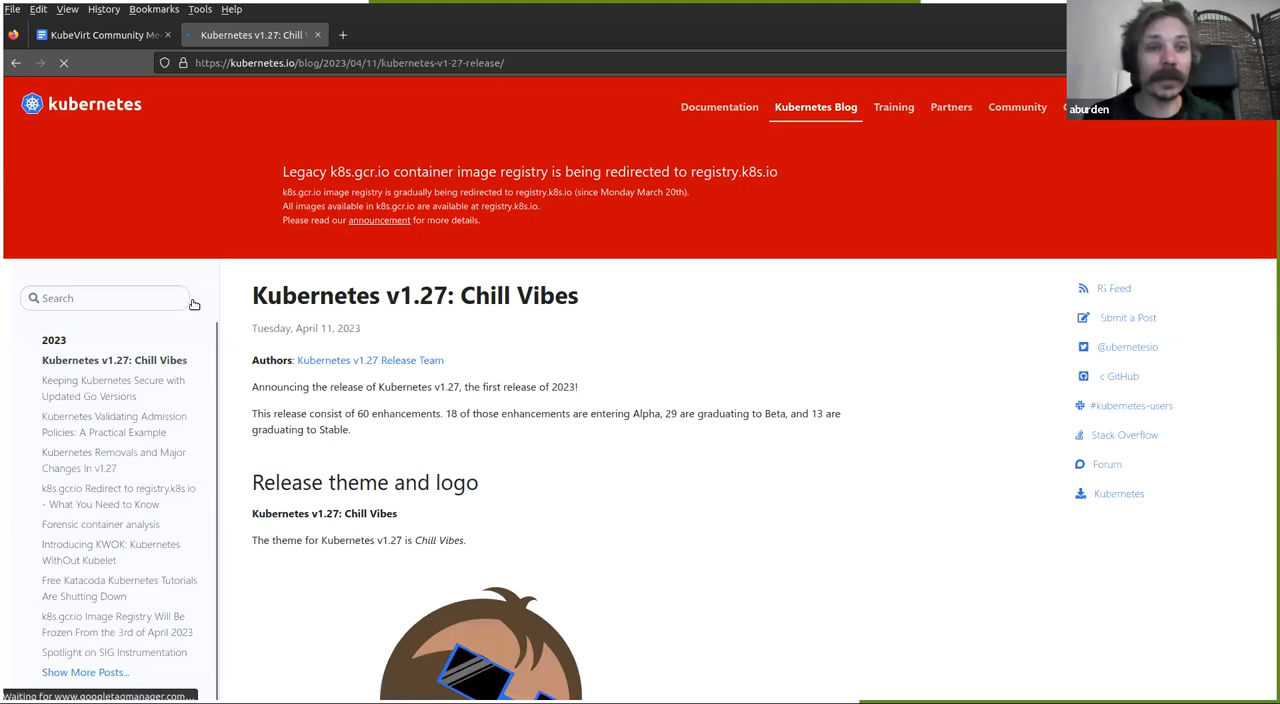 File Edit View History Bookmarks Tools Help
KubeVirt Community Me
Kubernetes v1.27: Chill
https://kubernetes.io/blog/2023/04/11/kubernetes-v1-27-release/
aburden
kubernetes
Documentation Kubernetes Blog Training Partners Community
Legacy k8s.gcr.io container image registry is being redirected to registry.k8s.io
k8s.gcr.io image registry is gradually being redirected to registry.k8s.io (since Monday March 20th).
All images available in k8s.gcr.io are available at registry.k8s.io.
Please read our announcement for more details.
Search
2023
Kubernetes v1.27: Chill Vibes
Keeping Kubernetes Secure with
Updated Go Versions
Kubernetes Validating Admission
Policies: A Practical Example
Kubernetes Removals and Major
Changes In v1.27
k8s.gcr.io Redirect to registry.k8s.io
- What You Need to Know
Forensic container analysis
Introducing KWOK: Kubernetes
WithOut Kubelet
Free Katacoda Kubernetes Tutorials
Are Shutting Down
k8s.gcr.io Image Registry Will Be
Frozen From the 3rd of April 2023
Spotlight on SIG Instrumentation
Show More Posts...
Waiting for www.googletagmanager.com...
Kubernetes v1.27: Chill Vibes
Tuesday, April 11, 2023
Authors: Kubernetes v1.27 Release Team
Announcing the release of Kubernetes v1.27, the first release of 2023!
This release consist of 60 enhancements. 18 of those enhancements are entering Alpha, 29 are graduating to Beta, and 13 are
graduating to Stable.
Release theme and logo
Kubernetes v1.27: Chill Vibes
The theme for Kubernetes v1.27 is Chill Vibes.
Feed
a Post
@ubernetesio
GitHub
#kubernetes-users
Stack Overflow
Forum
Kubernetes